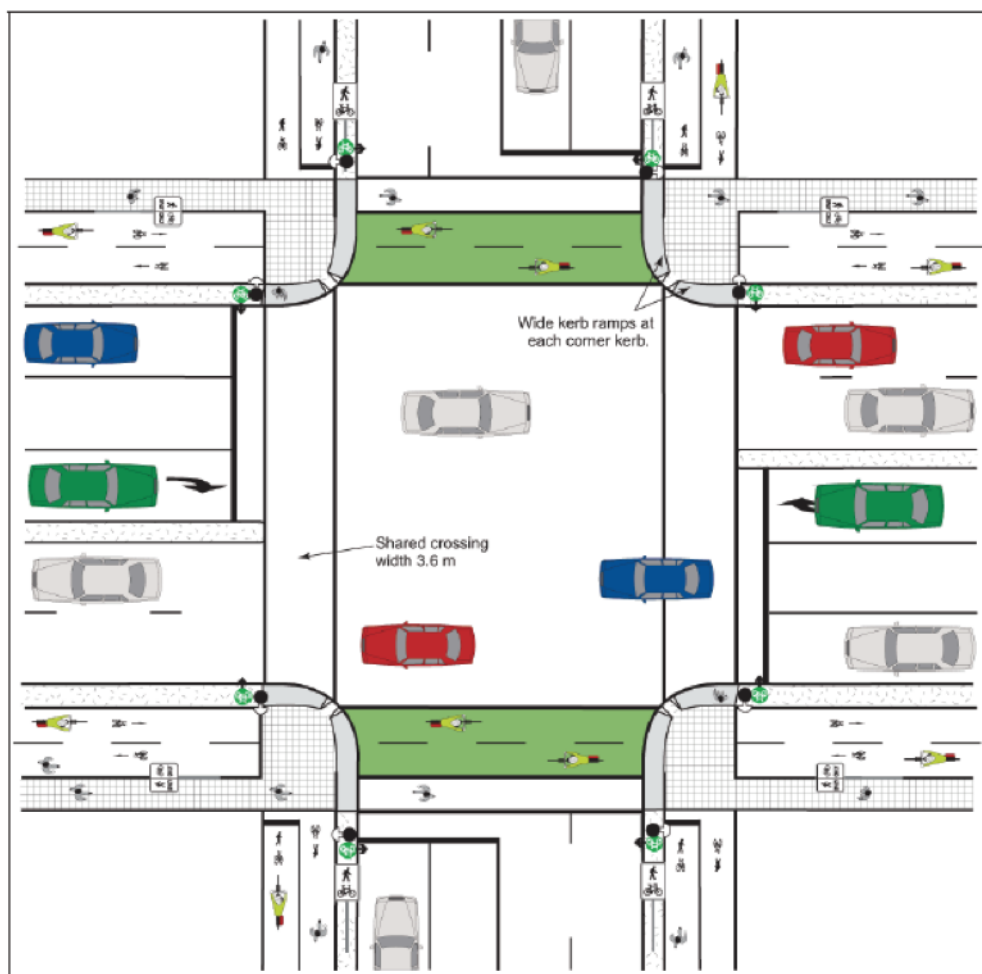 Wide kerb ramps at
each corner kerb.
Shared crossing
width 3.6 m